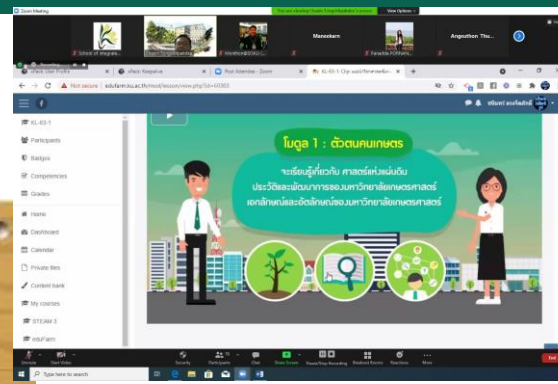 Zoom Meeting
View Options
School of Integrated...
Maneekarn
Angoon Thu...
xPack User Profile
xPack Keepalive
Post Attendee - Zoom
Not secure
KL-63-1
Participants
Badges
Competencies
Grades
Home
Dashboard
Calendar
Private files
Content bank
My courses
STEAM 3
eduFarm
โมดูล 1 : ตัวตนคนเกษตร
จะเรียนรู้เกี่ยวกับ ศาสตร์แห่งแผ่นดิน
ประวัติและพัฒนาการของมหาวิทยาลัยเกษตรศาสตร์
เอกลักษณ์และอัตลักษณ์ของมหาวิทยาลัยเกษตรศาสตร์
Unmute
Start Video
Security
Participants
Chat
Share Screen
Pause/Stop Recording
Breakout Rooms
Reactions
More
End
Type here to search